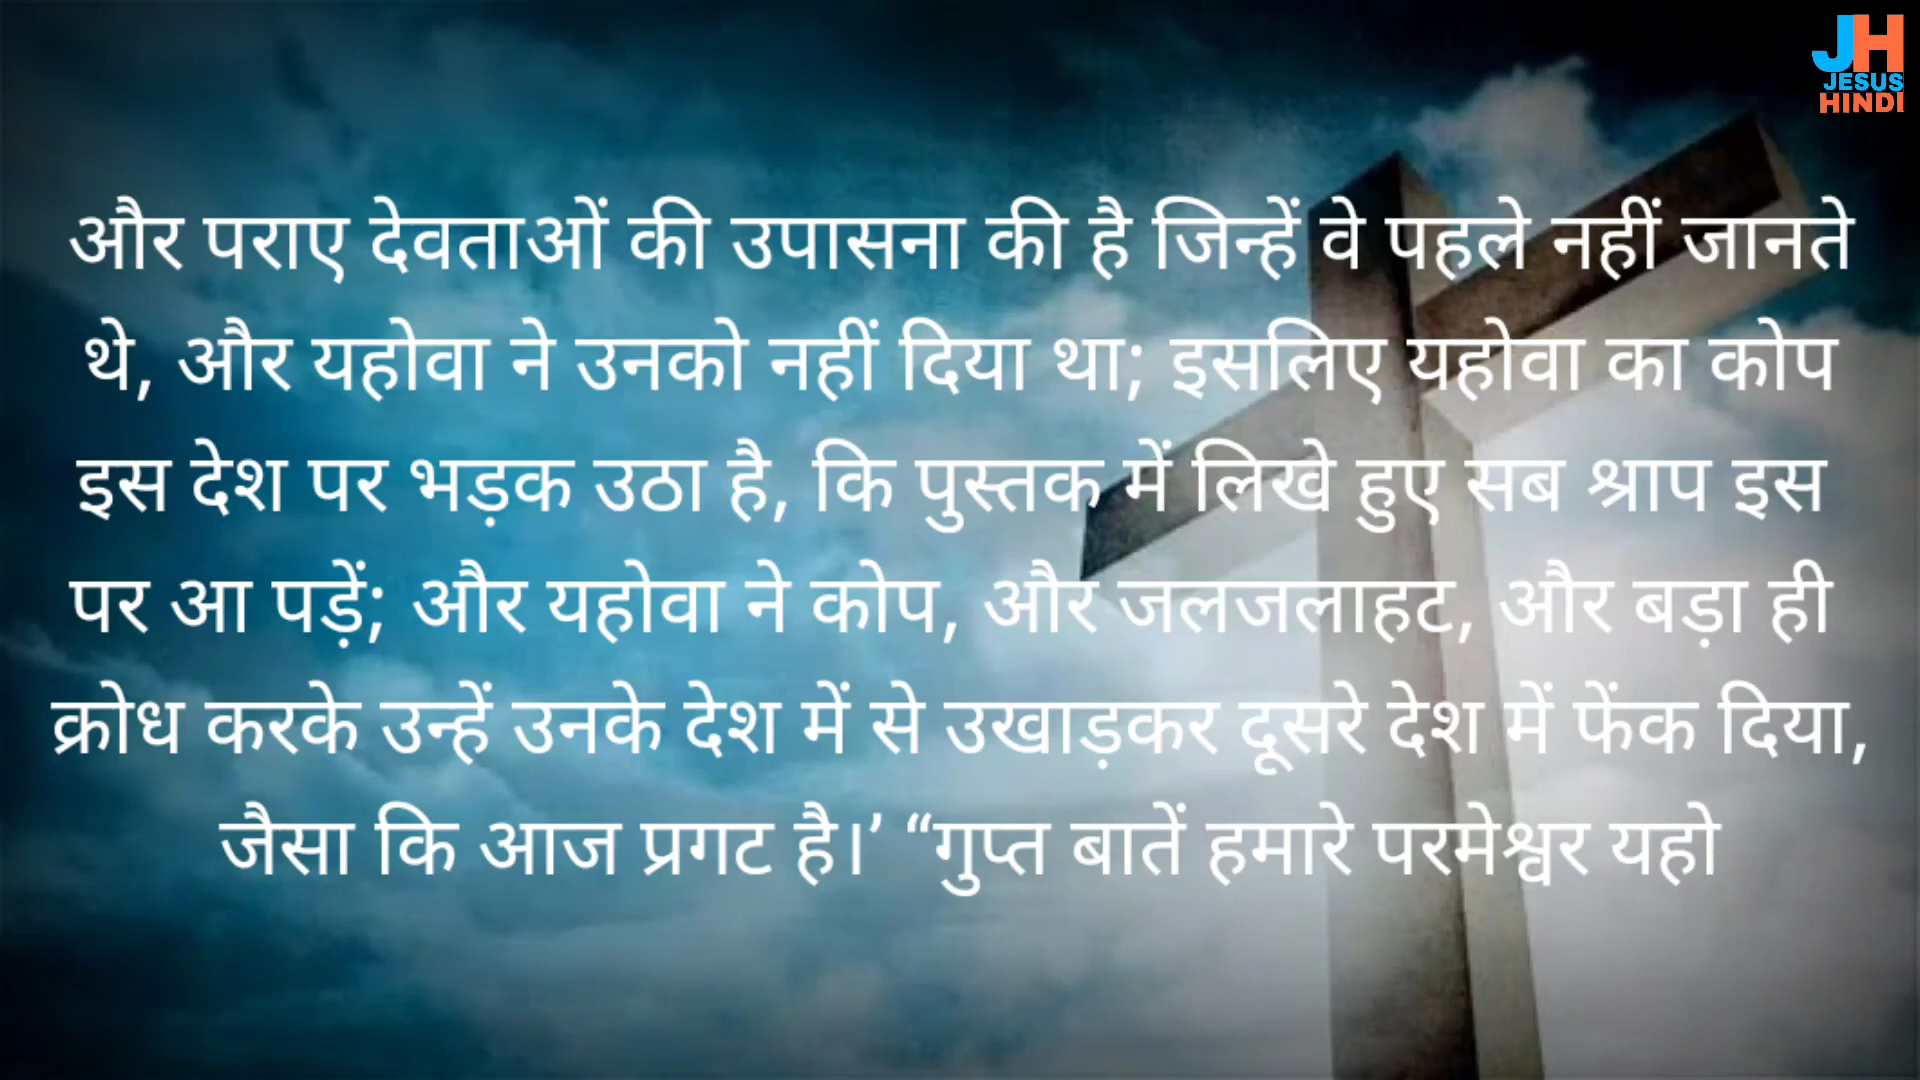 JH
JESUS
HINDI
और पराए देवताओं की उपासना की है जिन्हें वे पहले नहीं जानते
थे, और यहोवा ने उनको नहीं दिया था; इसलिए यहोवा का कोप
इस देश पर भड़क उठा है, कि पुस्तक में लिखे हुए सब श्राप इस
पर आ पड़ें; और यहोवा ने कोप, और जलजलाहट, और बड़ा ही
क्रोध करके उन्हें उनके देश में से उखाड़कर दूसरे देश में फेंक दिया,
जैसा कि आज प्रगट है।’ “गुप्त बातें हमारे परमेश्वर यहो